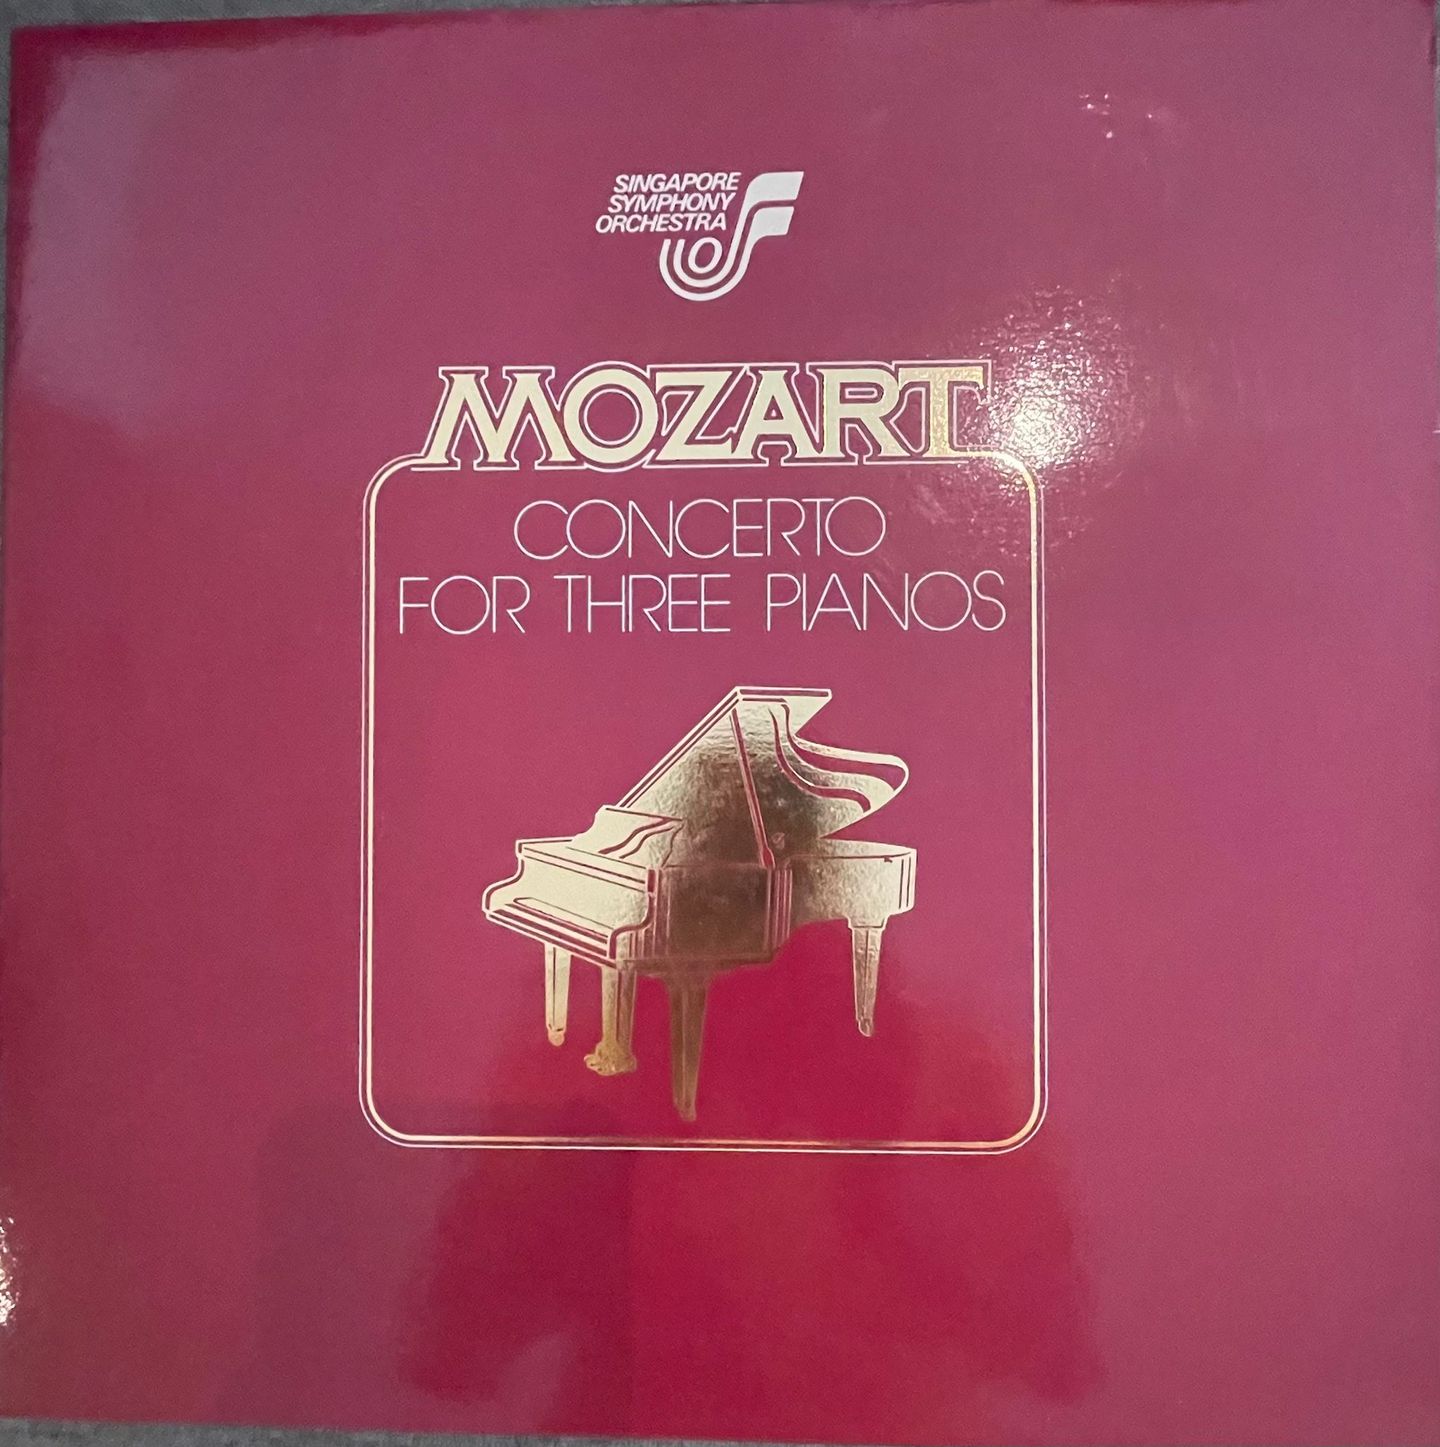 SINGAPORE
SYMPHONY
ORCHESTRA
MOZART
CONCERTO
FOR THREE PIANOS